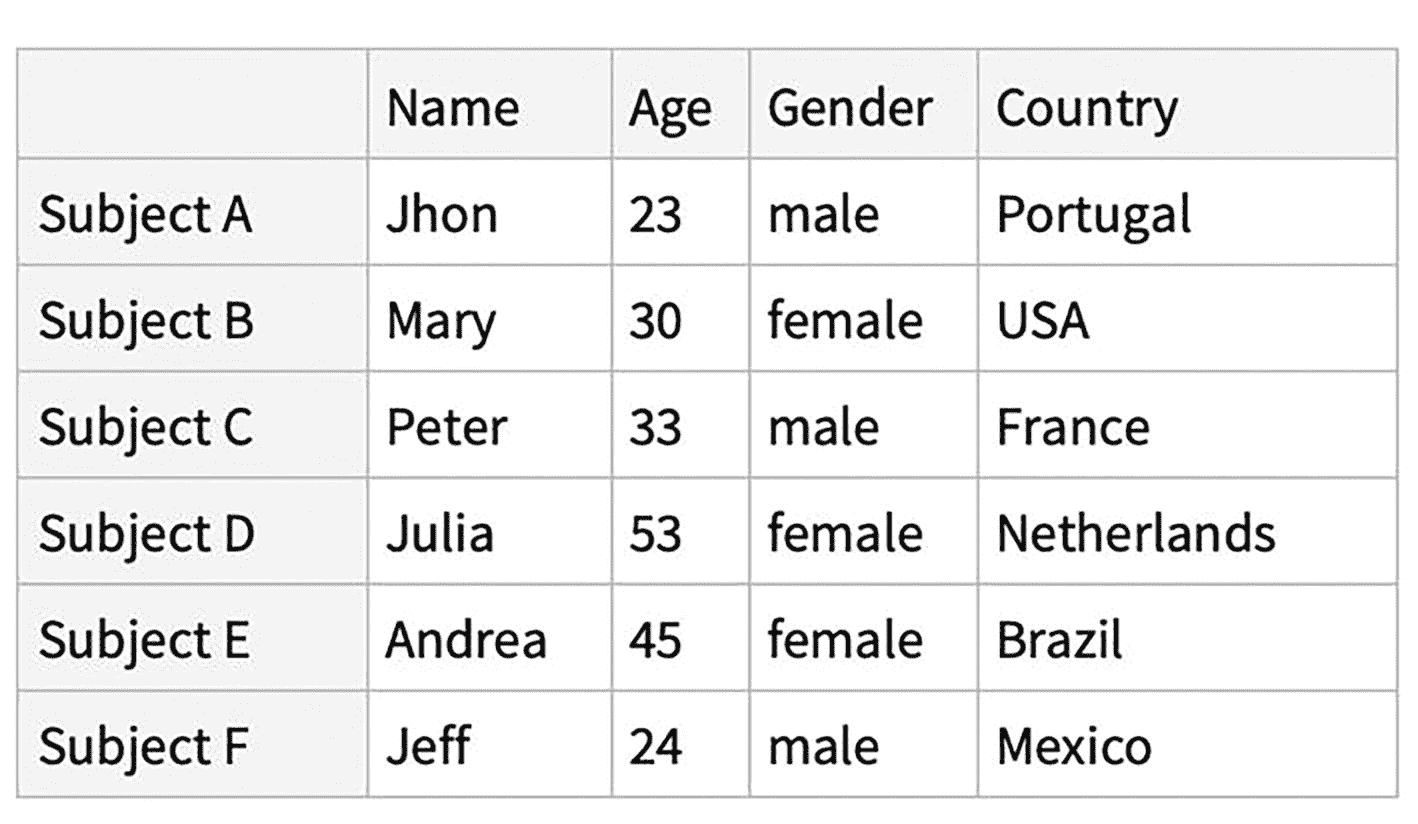 Name Age Gender Country
Subject A Jhon 23 male Portugal
Subject B Mary 30 female USA
Subject C Peter 33 male France
Subject D Julia 53 female Netherlands
Subject E Andrea 45 female Brazil
Subject F Jeff 24 male Mexico